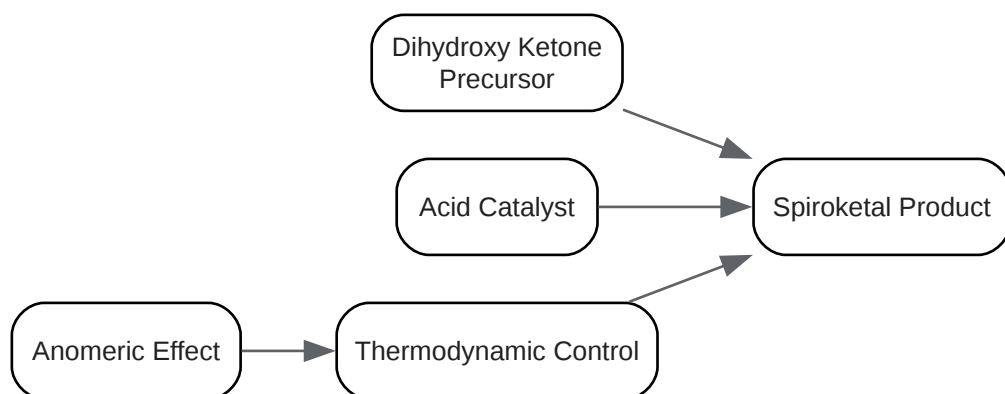 Dihydroxy Ketone
Precursor
Acid Catalyst
Spiroketal Product
Anomeric Effect
Thermodynamic Control